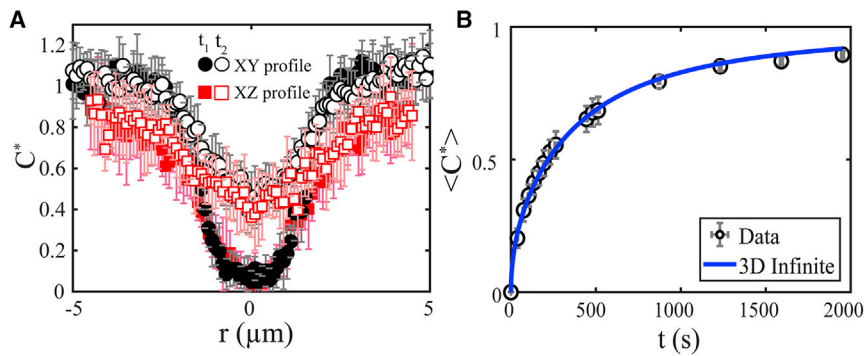 A
t₁ t₂
XY profile
XZ profile
1.2
1
0.8
0.6
0.4
0.2
0
C*
-5
0
5
r (µm)
B
1
0.5
0
<C*>
Data
3D Infinite
0
500
1000
1500
2000
t (s)